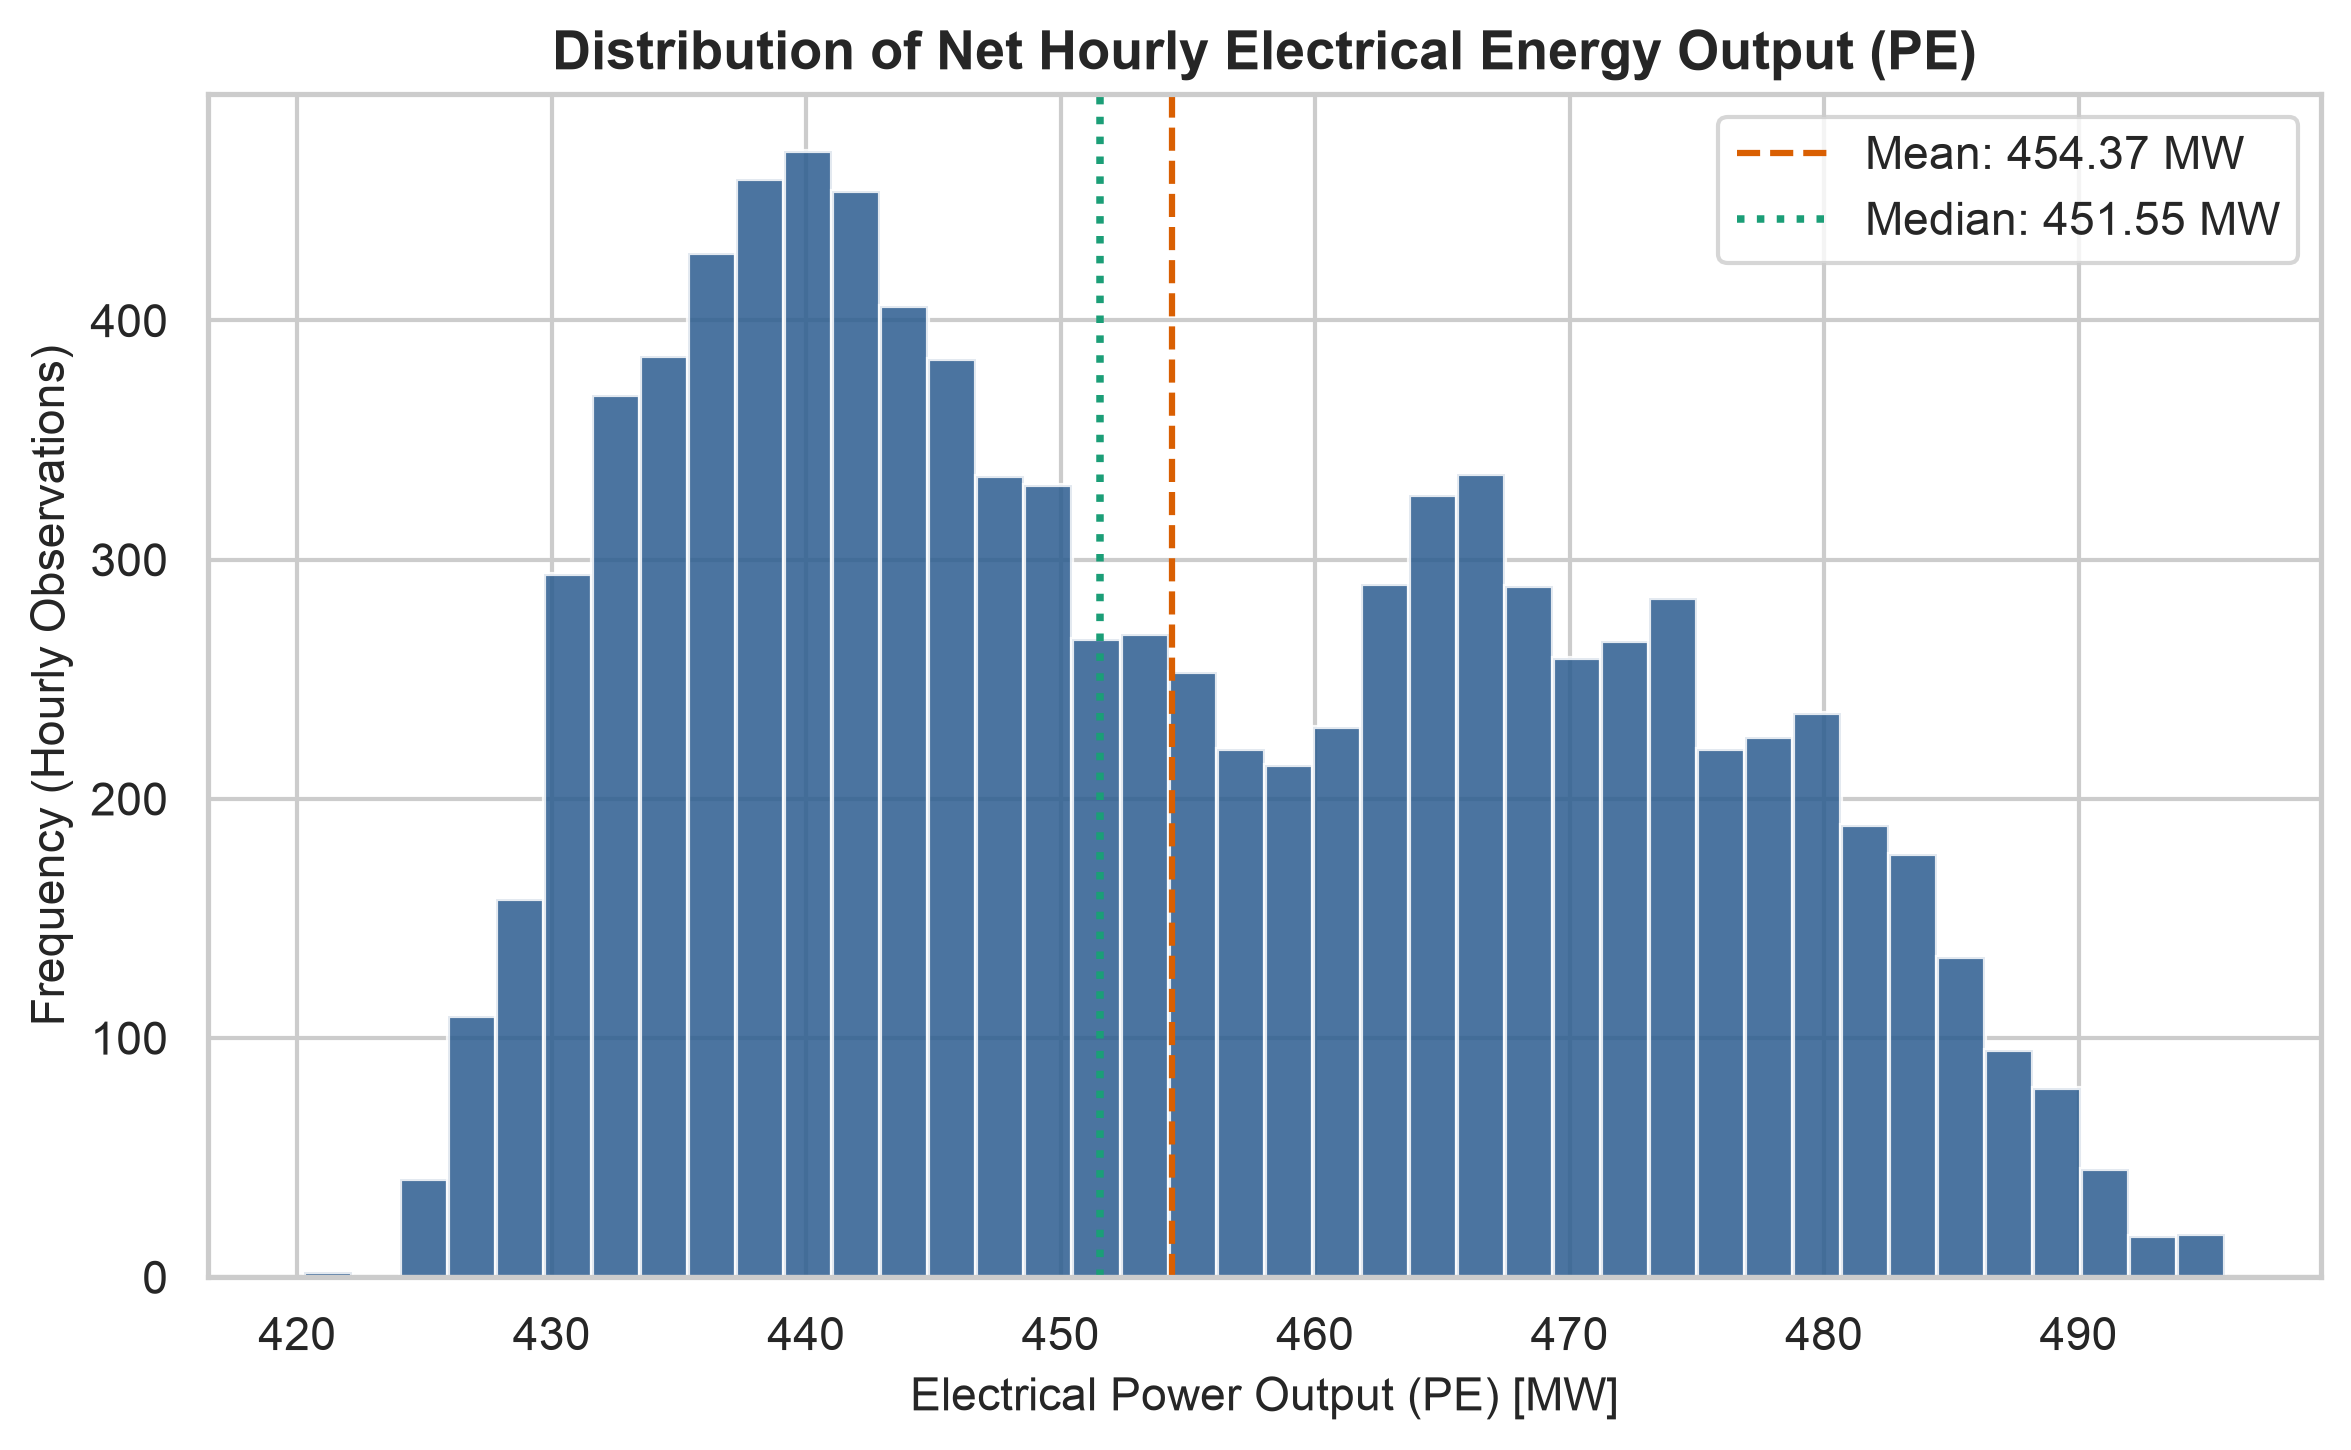 Distribution of Net Hourly Electrical Energy Output (PE)
Mean: 454.37 MW
Median: 451.55 MW
Frequency (Hourly Observations)
400
300
200
100
0
420 430 440 450 460 470 480 490
Electrical Power Output (PE) [MW]